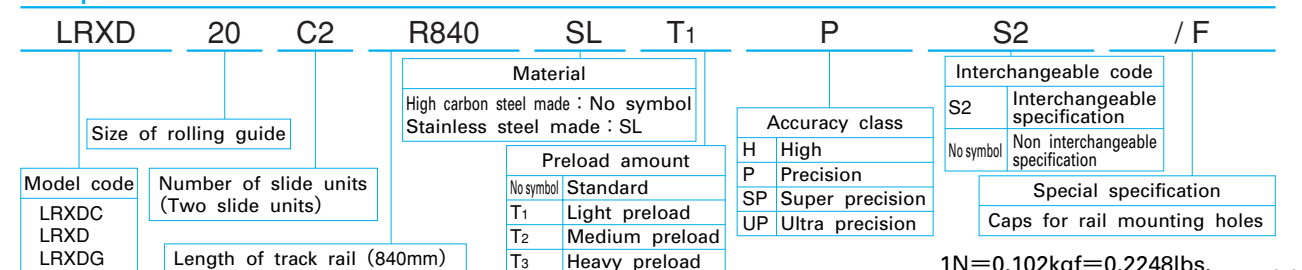 LRXD 20 C2 R840 SL T1 P S2 / F
Material
High carbon steel made：No symbol
Stainless steel made：SL
Interchangeable code
S2 Interchangeable specification
No symbol Non interchangeable specification
Size of rolling guide
Accuracy class
H High
P Precision
SP Super precision
UP Ultra precision
Preload amount
No symbol Standard
T1 Light preload
T2 Medium preload
T3 Heavy preload
Model code
LRXDC
LRXD
LRXDG
Number of slide units
(Two slide units)
Special specification
Caps for rail mounting holes
Length of track rail (840mm)
1N＝0.102kgf＝0.2248lbs.